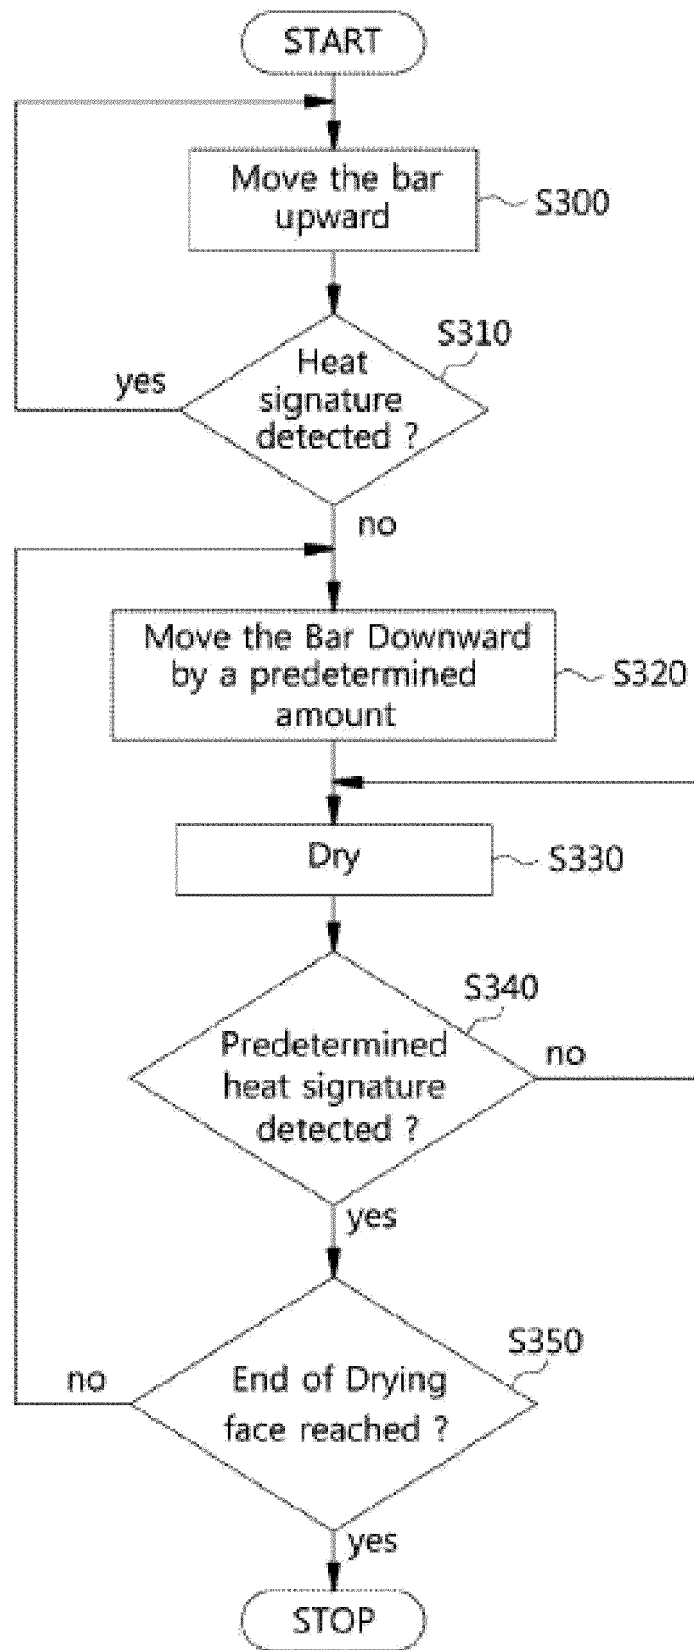 START
Move the bar
upward
S300
S310
Heat
signature
detected ?
yes
no
Move the Bar Downward
by a predetermined
amount
S320
Dry
S330
S340
Predetermined
heat signature
detected ?
no
yes
S350
End of Drying
face reached ?
no
yes
STOP